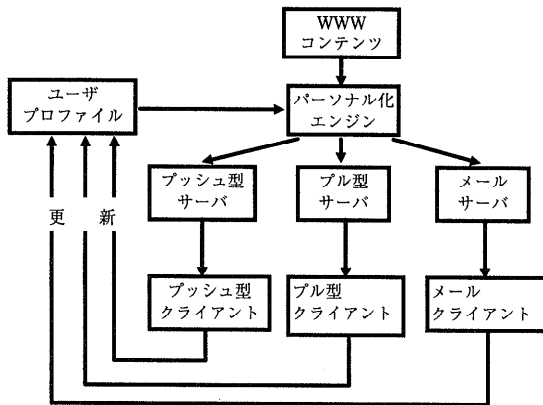 WWW
コンテンツ
ユーザ
プロファイル
パーソナル化
エンジン
プッシュ型
サーバ
プル型
サーバ
メール
サーバ
更 新
プッシュ型
クライアント
プル型
クライアント
メール
クライアント